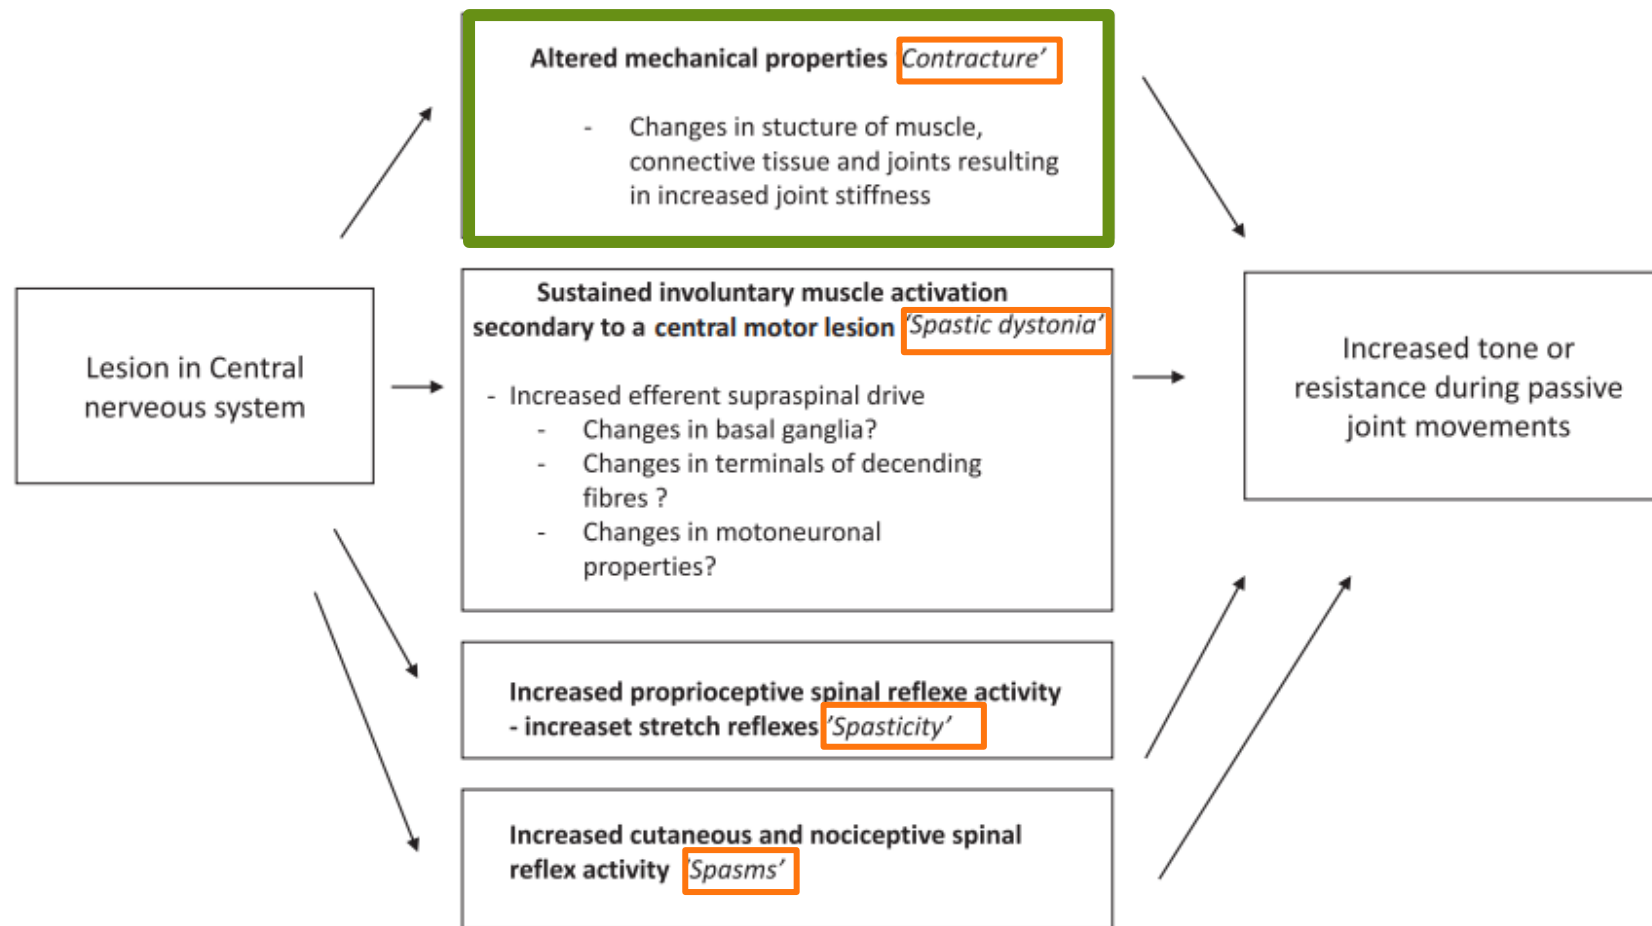 Altered mechanical properties Contracture'
- Changes in stucture of muscle,
connective tissue and joints resulting
in increased joint stiffness
Lesion in Central
nerveous system
Sustained involuntary muscle activation
secondary to a central motor lesion 'Spastic dystonia'
- Increased efferent supraspinal drive
- Changes in basal ganglia?
- Changes in terminals of decending
fibres ?
- Changes in motoneuronal
properties?
Increased proprioceptive spinal reflexe activity
- increaset stretch reflexes 'Spasticity'
Increased cutaneous and nociceptive spinal
reflex activity 'Spasms'
Increased tone or
resistance during passive
joint movements